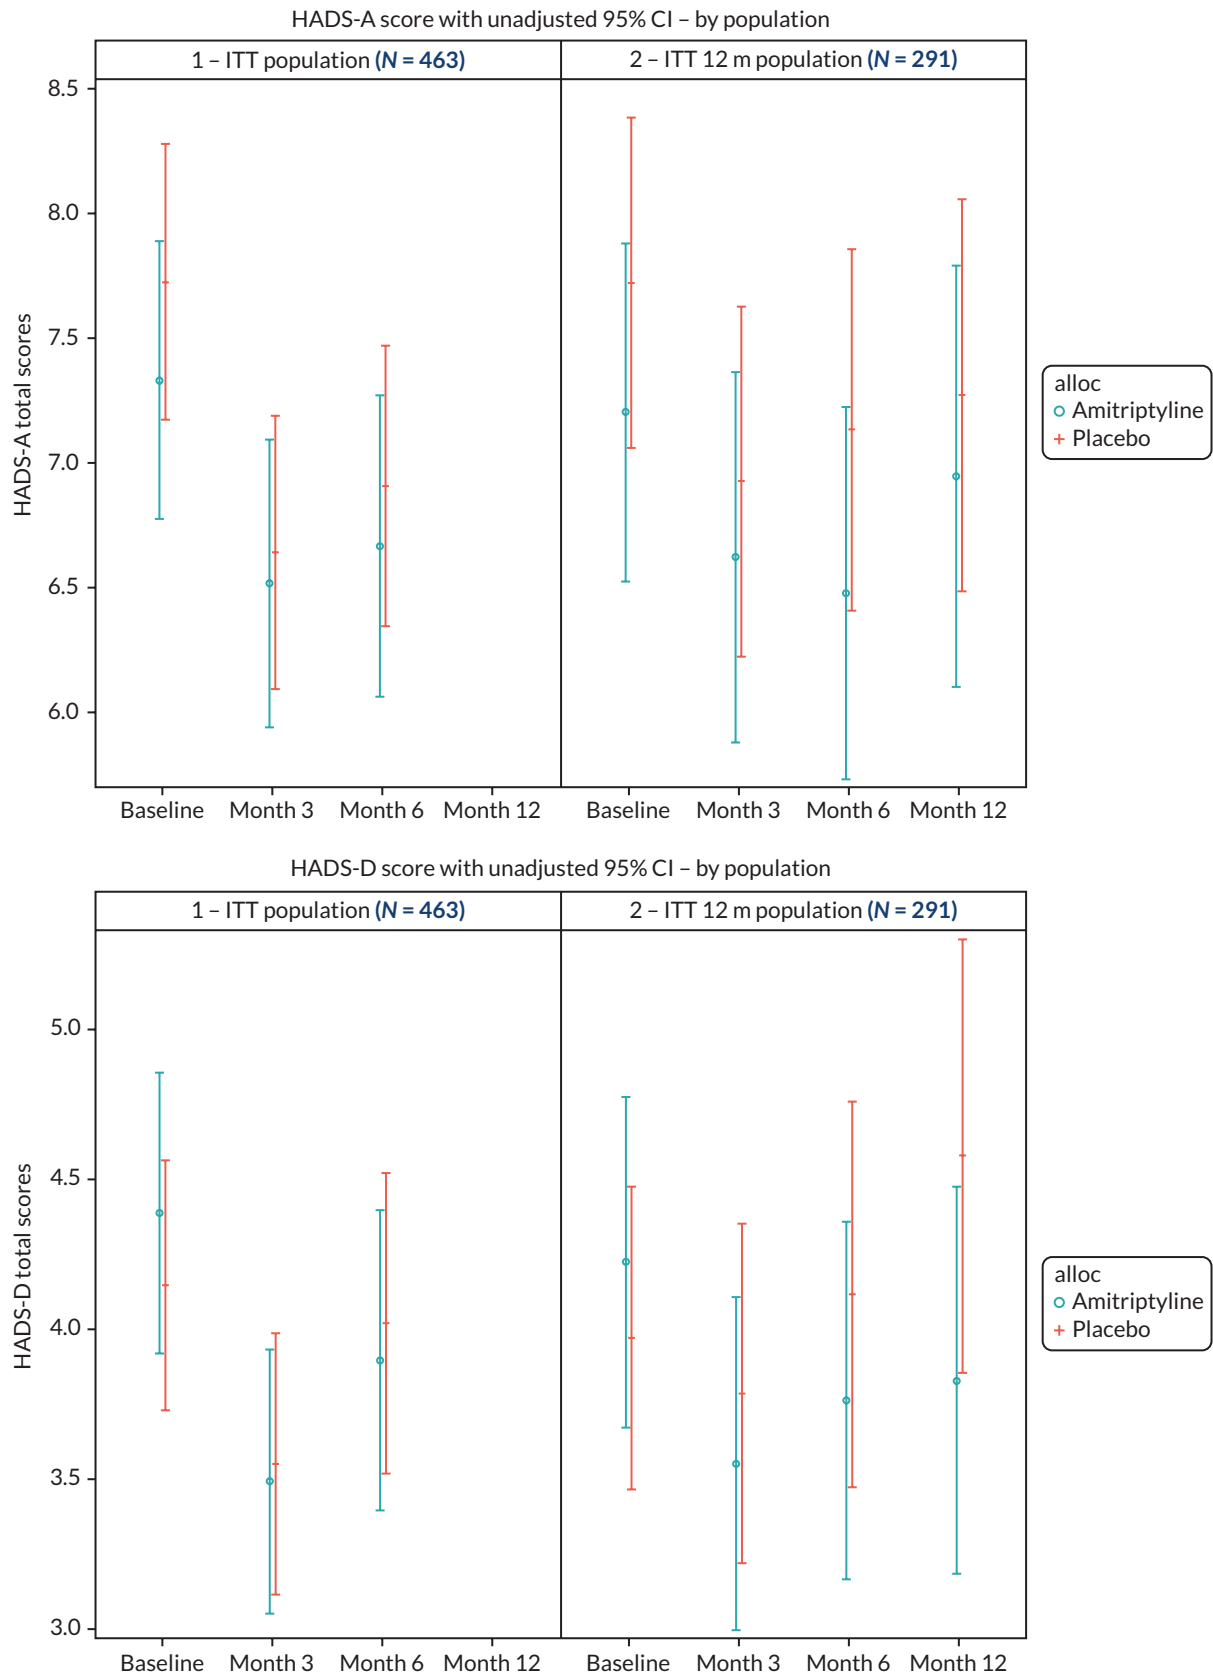 HADS-A score with unadjusted 95% CI – by population
1 – ITT population (N = 463)
2 – ITT 12 m population (N = 291)
8.5
8.0
7.5
7.0
6.5
6.0
HADS-A total scores
Baseline Month 3 Month 6 Month 12
Baseline Month 3 Month 6 Month 12
alloc
Amitriptyline
Placebo
HADS-D score with unadjusted 95% CI – by population
1 – ITT population (N = 463)
2 – ITT 12 m population (N = 291)
5.0
4.5
4.0
3.5
3.0
HADS-D total scores
Baseline Month 3 Month 6 Month 12
Baseline Month 3 Month 6 Month 12
alloc
Amitriptyline
Placebo